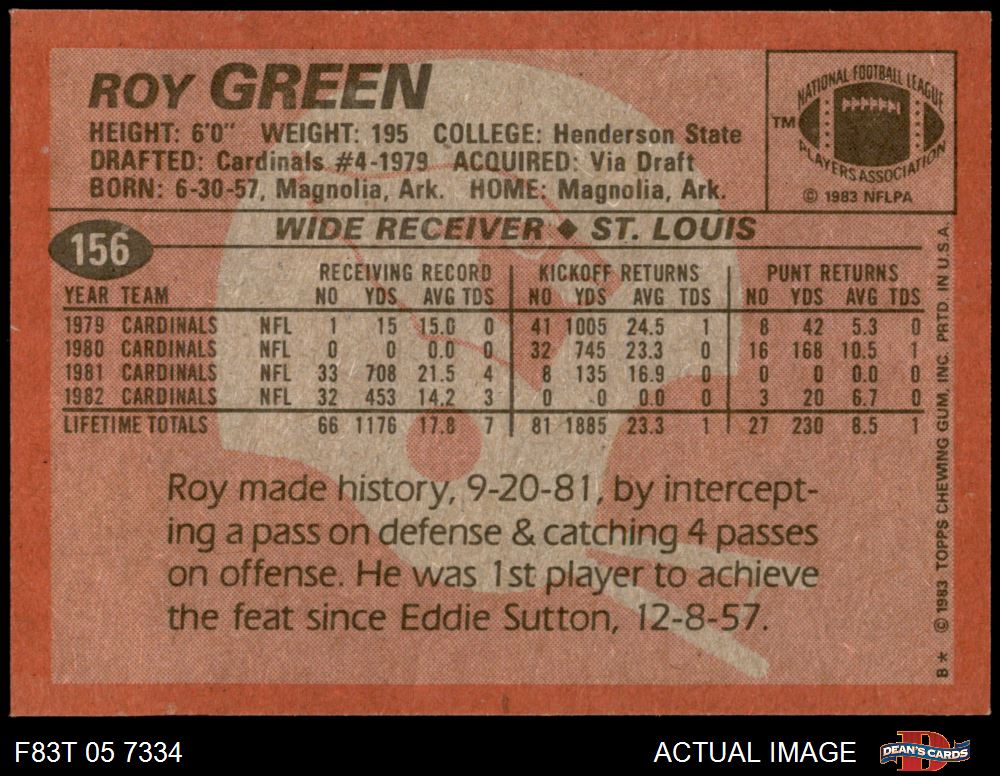 ROY GREEN
HEIGHT: 6'0" WEIGHT: 195 COLLEGE: Henderson State
DRAFTED: Cardinals #4-1979 ACQUIRED: Via Draft
BORN: 6-30-57, Magnolia, Ark. HOME: Magnolia, Ark.
NATIONAL FOOTBALL LEAGUE
TM
PLAYERS ASSOCIATION
© 1983 NFLPA
156
WIDE RECEIVER ♦ ST. LOUIS
RECEIVING RECORD KICKOFF RETURNS PUNT RETURNS
YEAR TEAM NO YDS AVG TDS NO YDS AVG TDS NO YDS AVG TDS
1979 CARDINALS NFL 1 15 15.0 0 41 1005 24.5 1 8 42 5.3 0
1980 CARDINALS NFL 0 0 0.0 0 32 745 23.3 0 16 168 10.5 1
1981 CARDINALS NFL 33 708 21.5 4 8 135 16.9 0 0 0 0.0 0
1982 CARDINALS NFL 32 453 14.2 3 0 -0 0.0 0 3 20 6.7 0
LIFETIME TOTALS 66 1176 17.8 7 81 1885 23.3 1 27 230 8.5 1
Roy made history, 9-20-81, by intercept-
ing a pass on defense & catching 4 passes
on offense. He was 1st player to achieve
the feat since Eddie Sutton, 12-8-57.
B* © 1983 TOPPS CHEWING GUM, INC. PRTD. IN U.S.A.
F83T 05 7334
ACTUAL IMAGE
D
DEAN'S CARDS